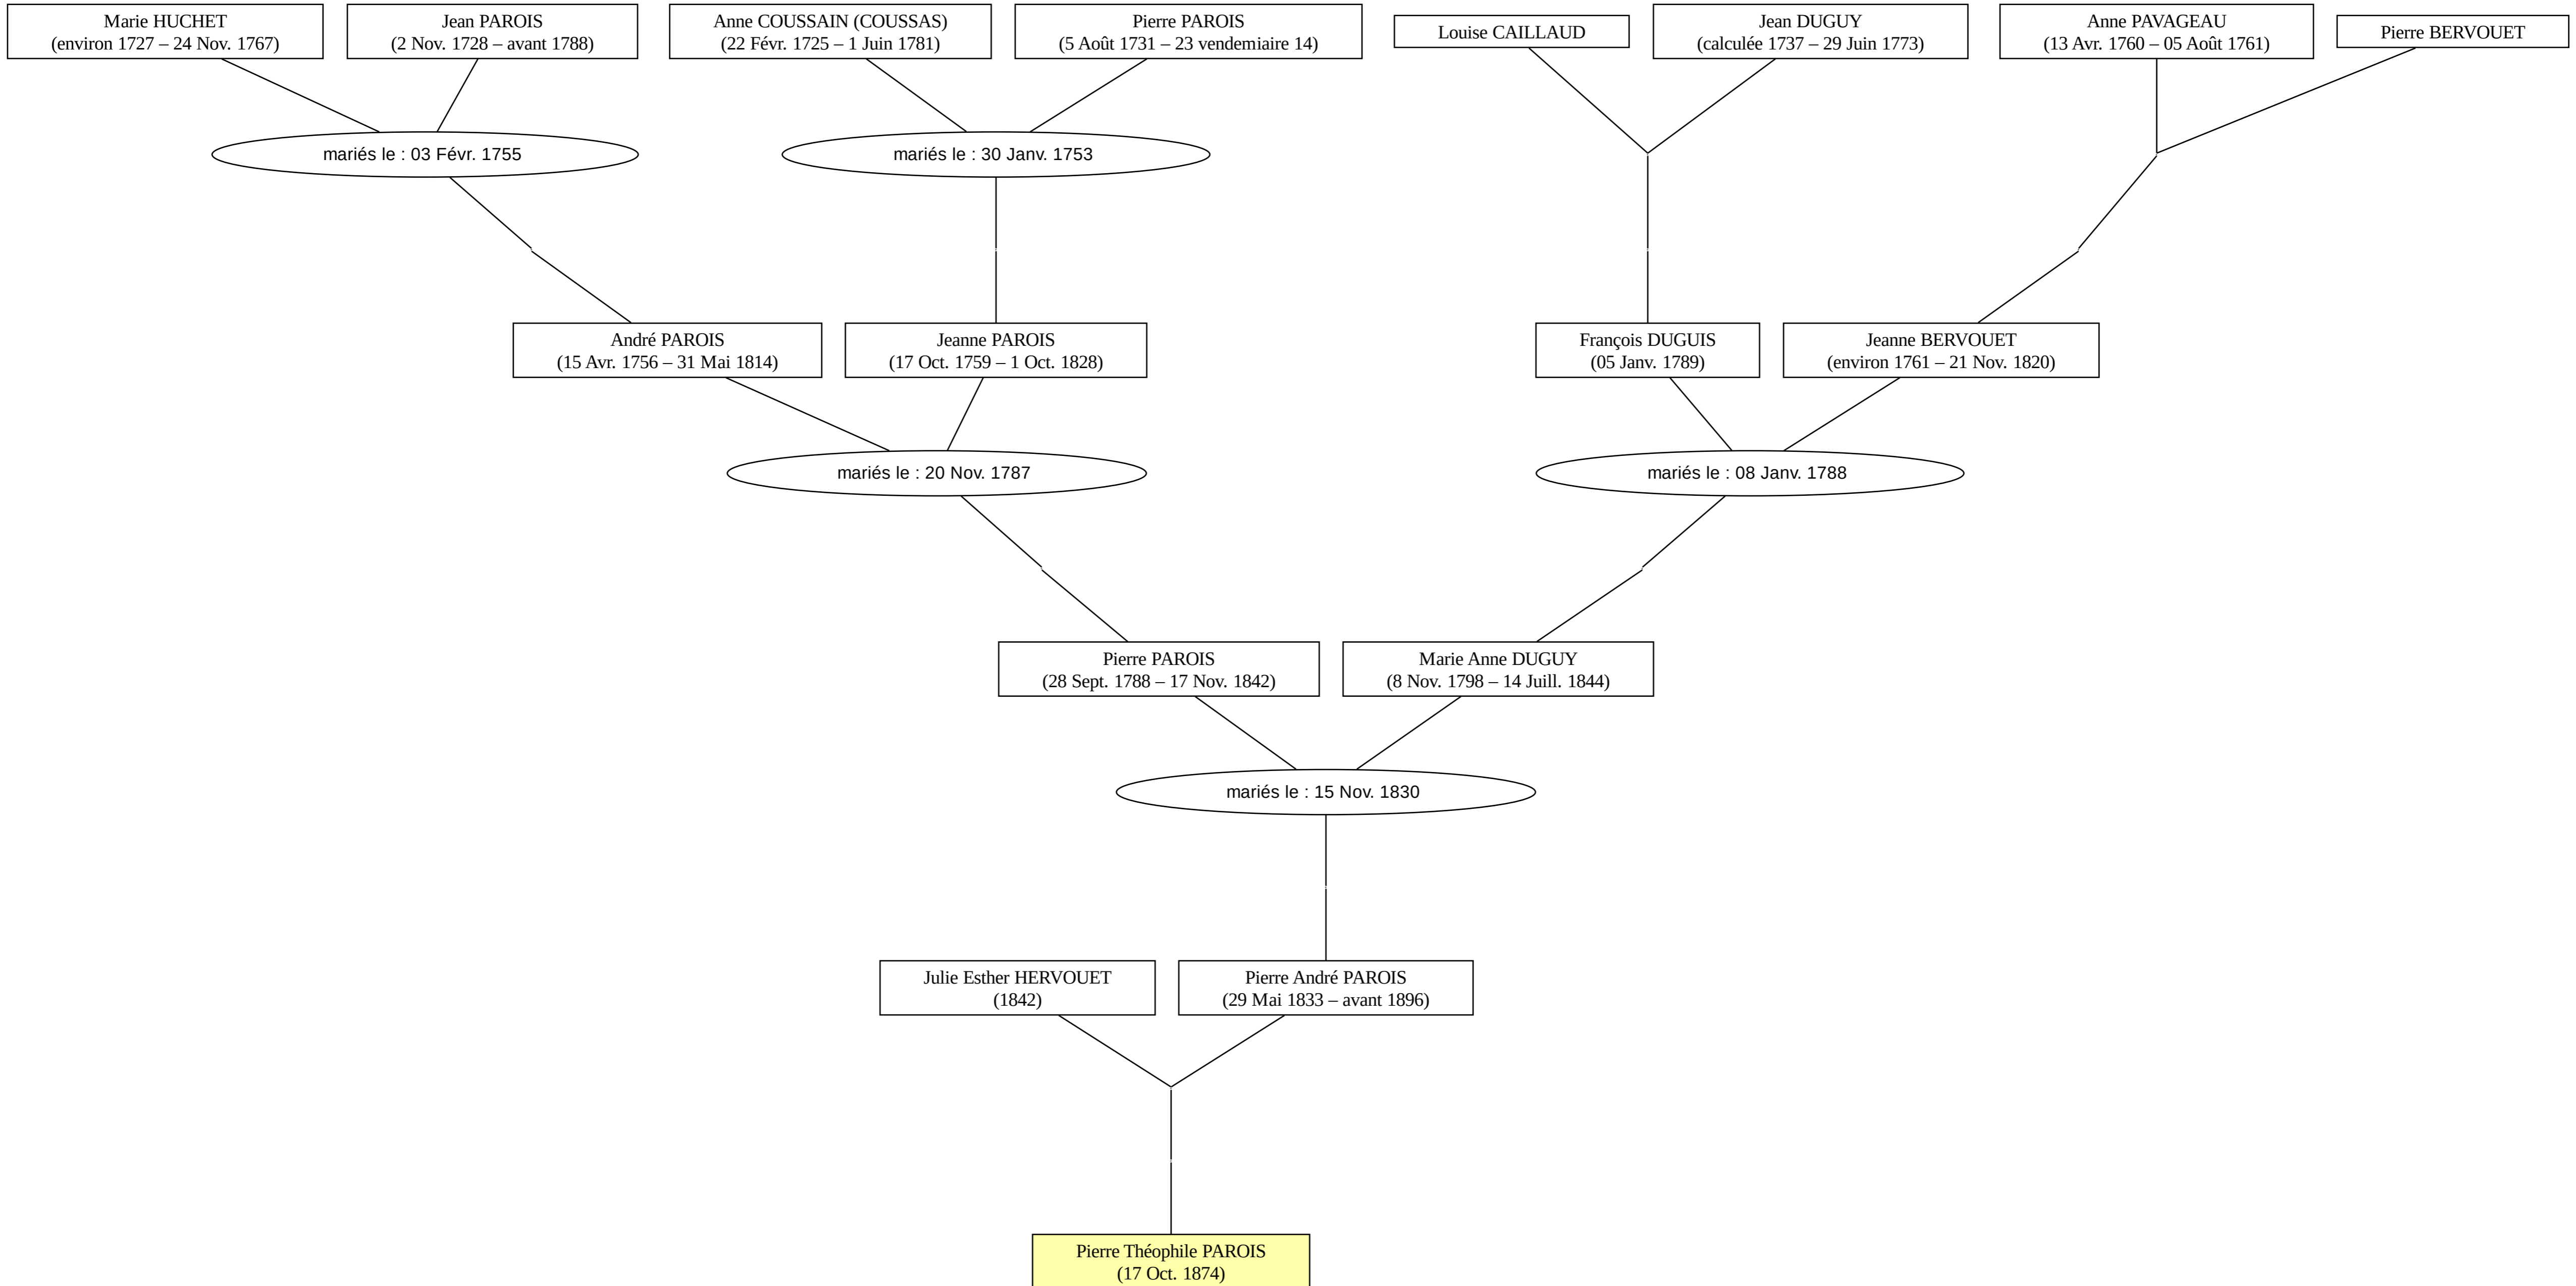 Marie HUCHET
(environ 1727 – 24 Nov. 1767)
Jean PAROIS
(2 Nov. 1728 – avant 1788)
Anne COUSSAIN (COUSSAS)
(22 Févr. 1725 – 1 Juin 1781)
Pierre PAROIS
(5 Août 1731 – 23 vendemiaire 14)
Louise CAILLAUD
Jean DUGUY
(calculée 1737 – 29 Juin 1773)
Anne PAVAGEAU
(13 Avr. 1760 – 05 Août 1761)
Pierre BERVOUET
mariés le : 03 Févr. 1755
mariés le : 30 Janv. 1753
André PAROIS
(15 Avr. 1756 – 31 Mai 1814)
Jeanne PAROIS
(17 Oct. 1759 – 1 Oct. 1828)
François DUGUIS
(05 Janv. 1789)
Jeanne BERVOUET
(environ 1761 – 21 Nov. 1820)
mariés le : 20 Nov. 1787
mariés le : 08 Janv. 1788
Pierre PAROIS
(28 Sept. 1788 – 17 Nov. 1842)
Marie Anne DUGUY
(8 Nov. 1798 – 14 Juill. 1844)
mariés le : 15 Nov. 1830
Julie Esther HERVOUET
(1842)
Pierre André PAROIS
(29 Mai 1833 – avant 1896)
Pierre Théophile PAROIS
(17 Oct. 1874)